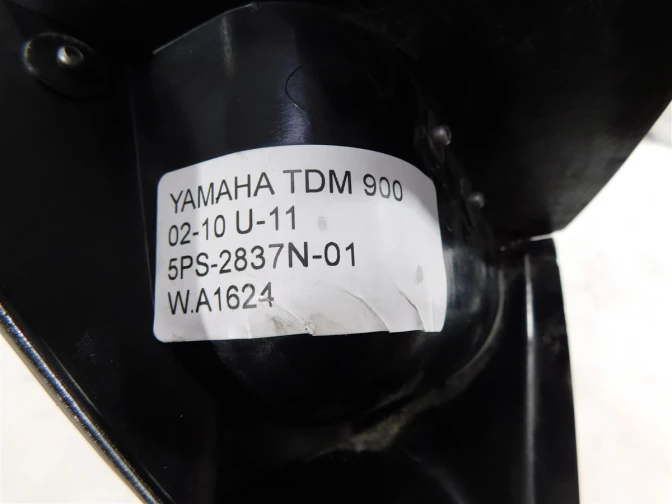 YAMAHA TDM 900
02-10 U-11
5PS-2837N-01
W.A1624